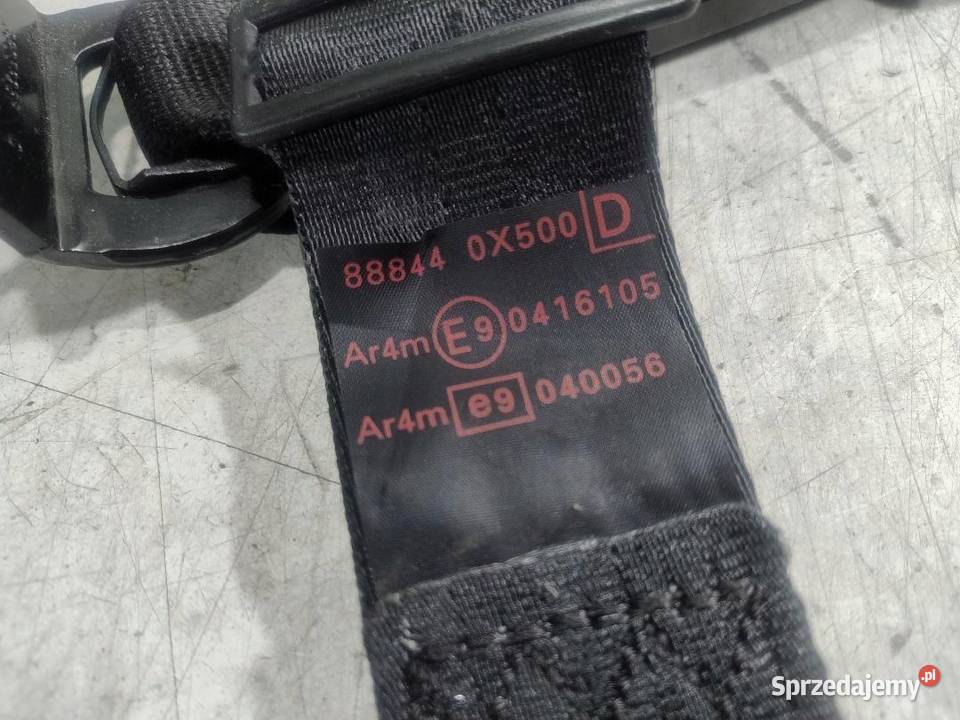 88844 0X500 D
Ar4m E9 0416105
Ar4m e9 040056
Sprzedajemy.pl